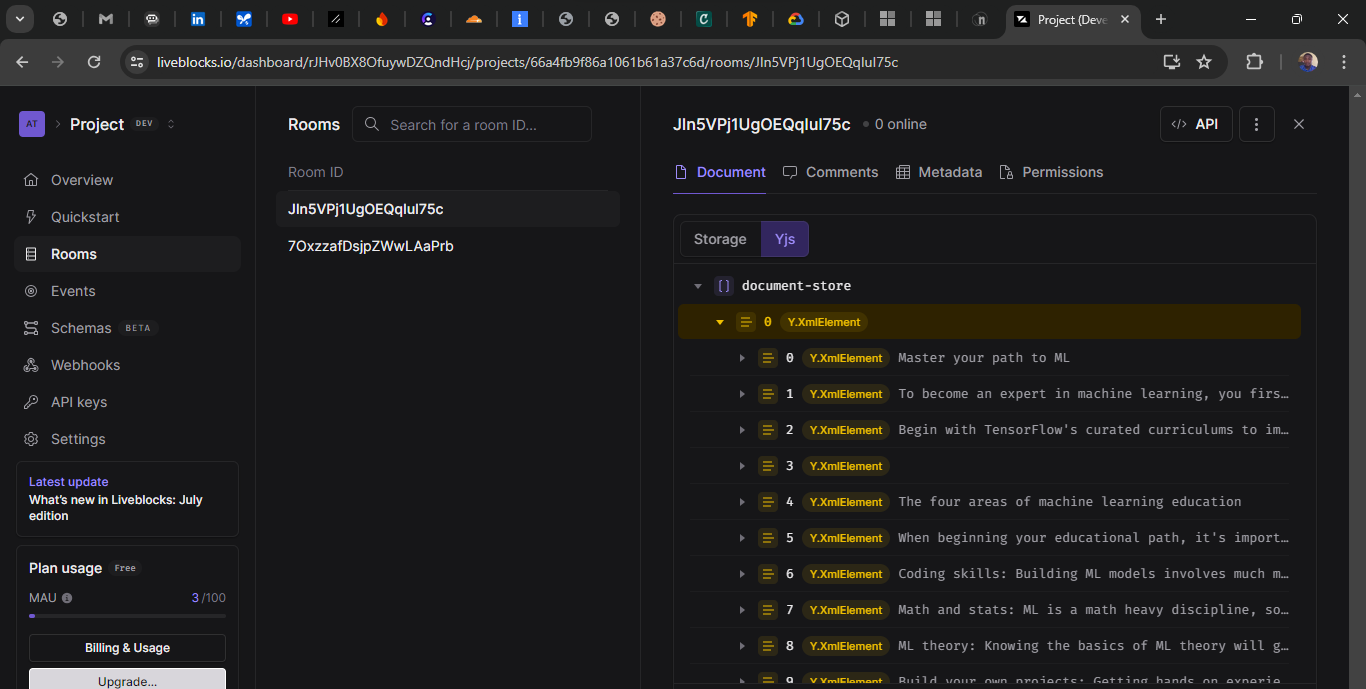 Project (Deve
liveblocks.io/dashboard/rJHv0BX8OfuywDZQndHcj/projects/66a4fb9f86a1061b61a37c6d/rooms/JIn5VPj1UgOEQqIuI75c
AT
Project DEV
Overview
Quickstart
Rooms
Events
Schemas BETA
Webhooks
API keys
Settings
Latest update
What's new in Liveblocks: July
edition
Plan usage Free
MAU 3 /100
Billing & Usage
Upgrade...
Rooms
Search for a room ID...
Room ID
JIn5VPj1UgOEQqIuI75c
7OxzzafDsjpZWwLAaPrb
JIn5VPj1UgOEQqIuI75c 0 online
API
Document Comments Metadata Permissions
Storage Yjs
[] document-store
0 Y.XmlElement
0 Y.XmlElement Master your path to ML
1 Y.XmlElement To become an expert in machine learning, you firs…
2 Y.XmlElement Begin with TensorFlow's curated curriculums to im…
3 Y.XmlElement
4 Y.XmlElement The four areas of machine learning education
5 Y.XmlElement When beginning your educational path, it's import…
6 Y.XmlElement Coding skills: Building ML models involves much m…
7 Y.XmlElement Math and stats: ML is a math heavy discipline, so…
8 Y.XmlElement ML theory: Knowing the basics of ML theory will g…
9 Y.XmlElement Build your own projects: Getting hands on experie…